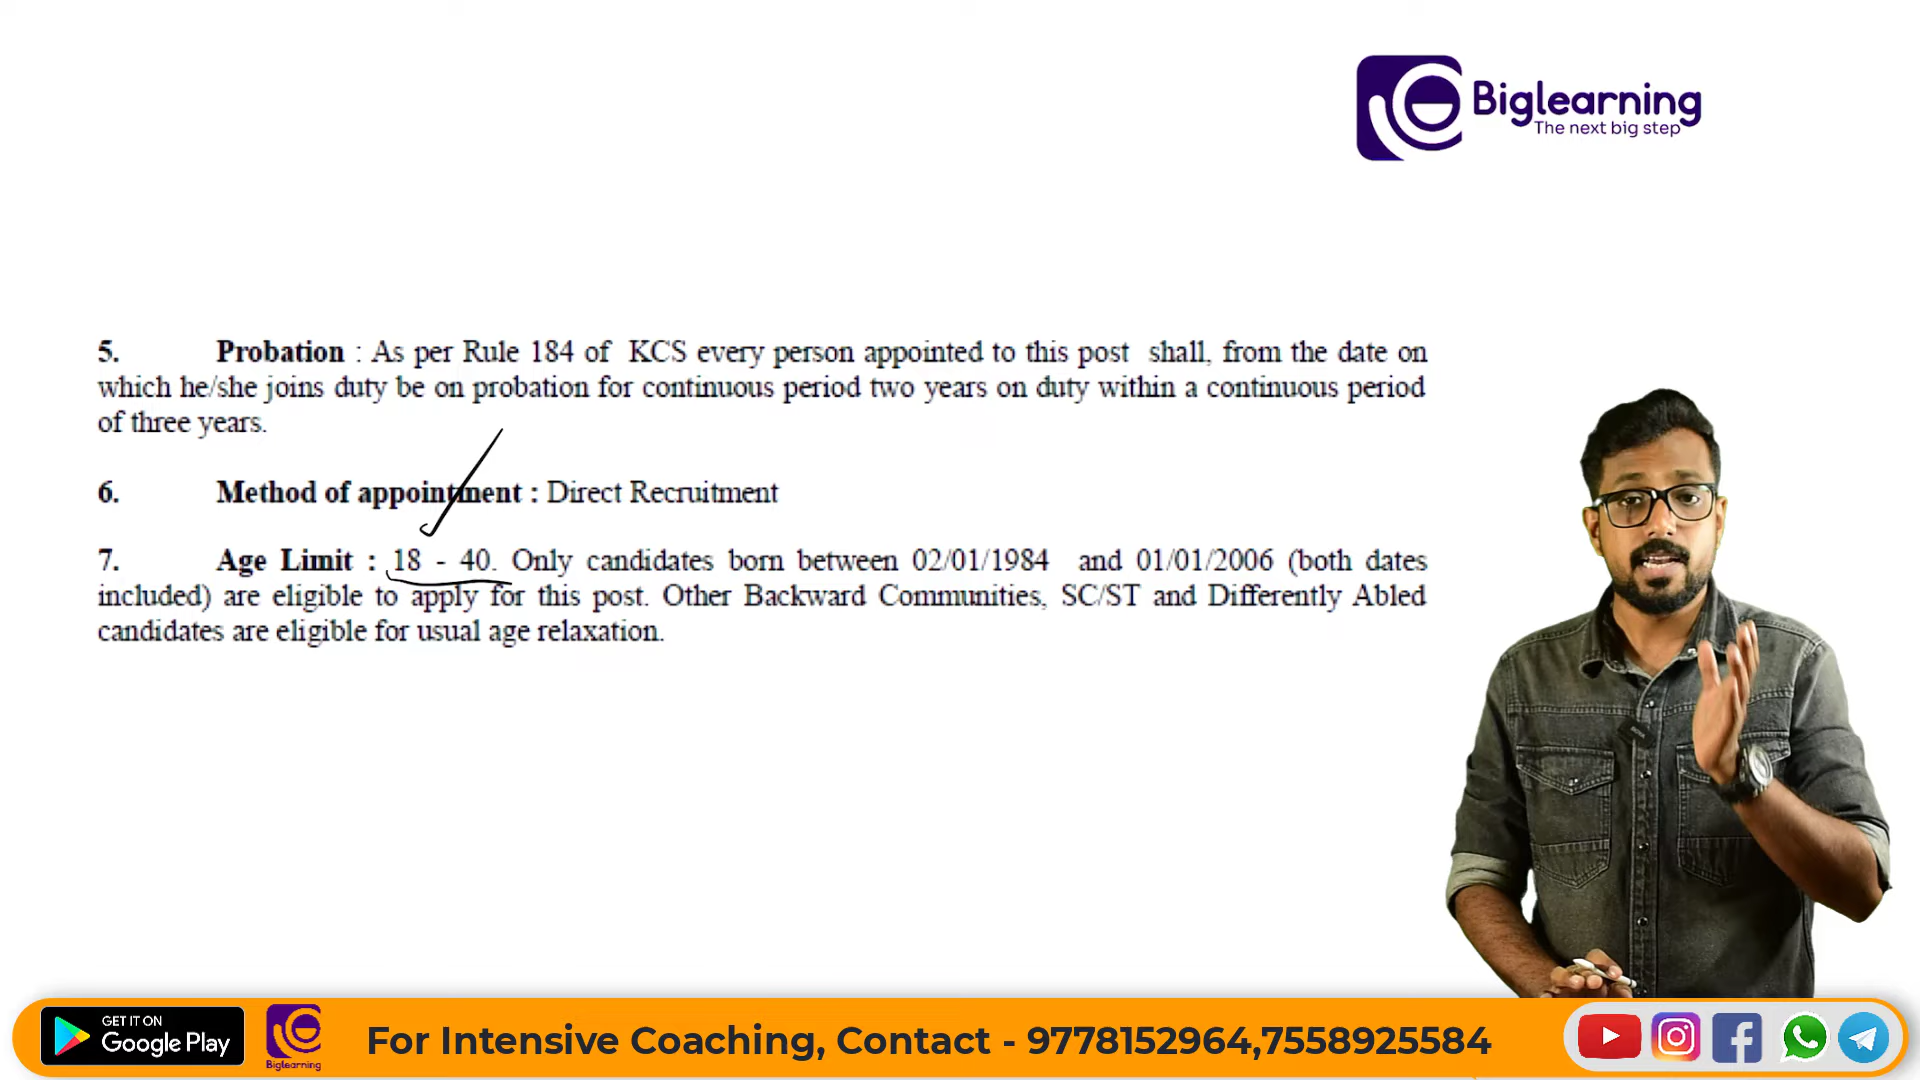 Biglearning
The next big step
5. Probation : As per Rule 184 of KCS every person appointed to this post shall, from the date on
which he/she joins duty be on probation for continuous period two years on duty within a continuous period
of three years.
6. Method of appointment : Direct Recruitment
7. Age Limit : 18 - 40. Only candidates born between 02/01/1984 and 01/01/2006 (both dates
included) are eligible to apply for this post. Other Backward Communities, SC/ST and Differently Abled
candidates are eligible for usual age relaxation.
GET IT ON
Google Play
Biglearning
For Intensive Coaching, Contact - 9778152964,7558925584